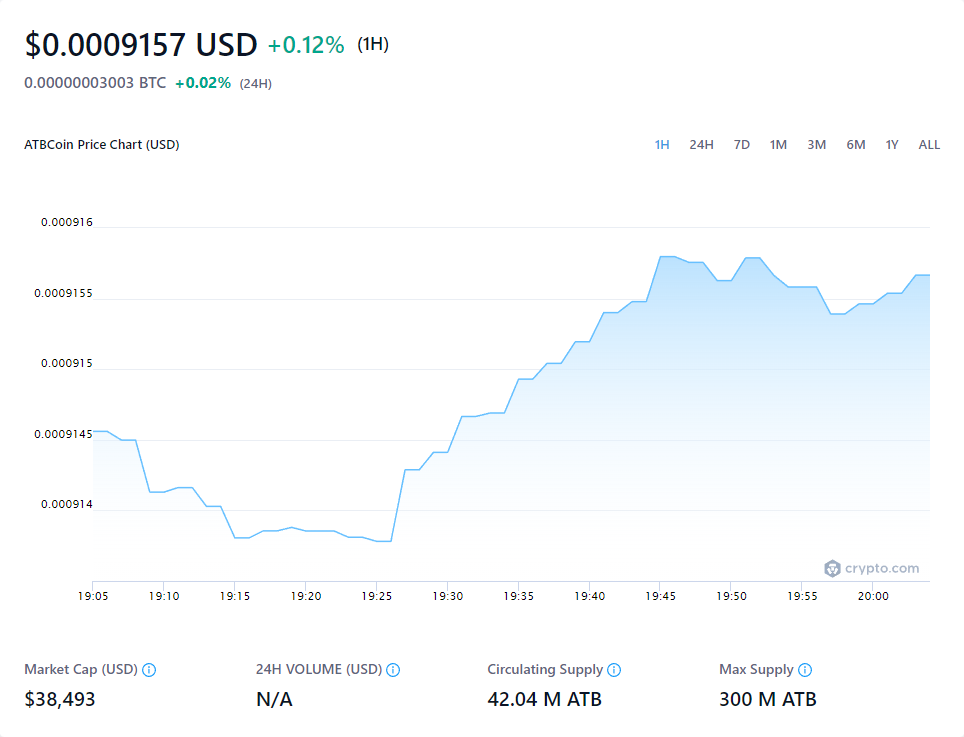 $0.0009157 USD +0.12% (1H)
0.00000003003 BTC +0.02% (24H)
ATBCoin Price Chart (USD)
1H 24H 7D 1M 3M 6M 1Y ALL
0.000916
0.0009155
0.000915
0.0009145
0.000914
crypto.com
19:05 19:10 19:15 19:20 19:25 19:30 19:35 19:40 19:45 19:50 19:55 20:00
Market Cap (USD) 24H VOLUME (USD) Circulating Supply Max Supply
$38,493 N/A 42.04 M ATB 300 M ATB